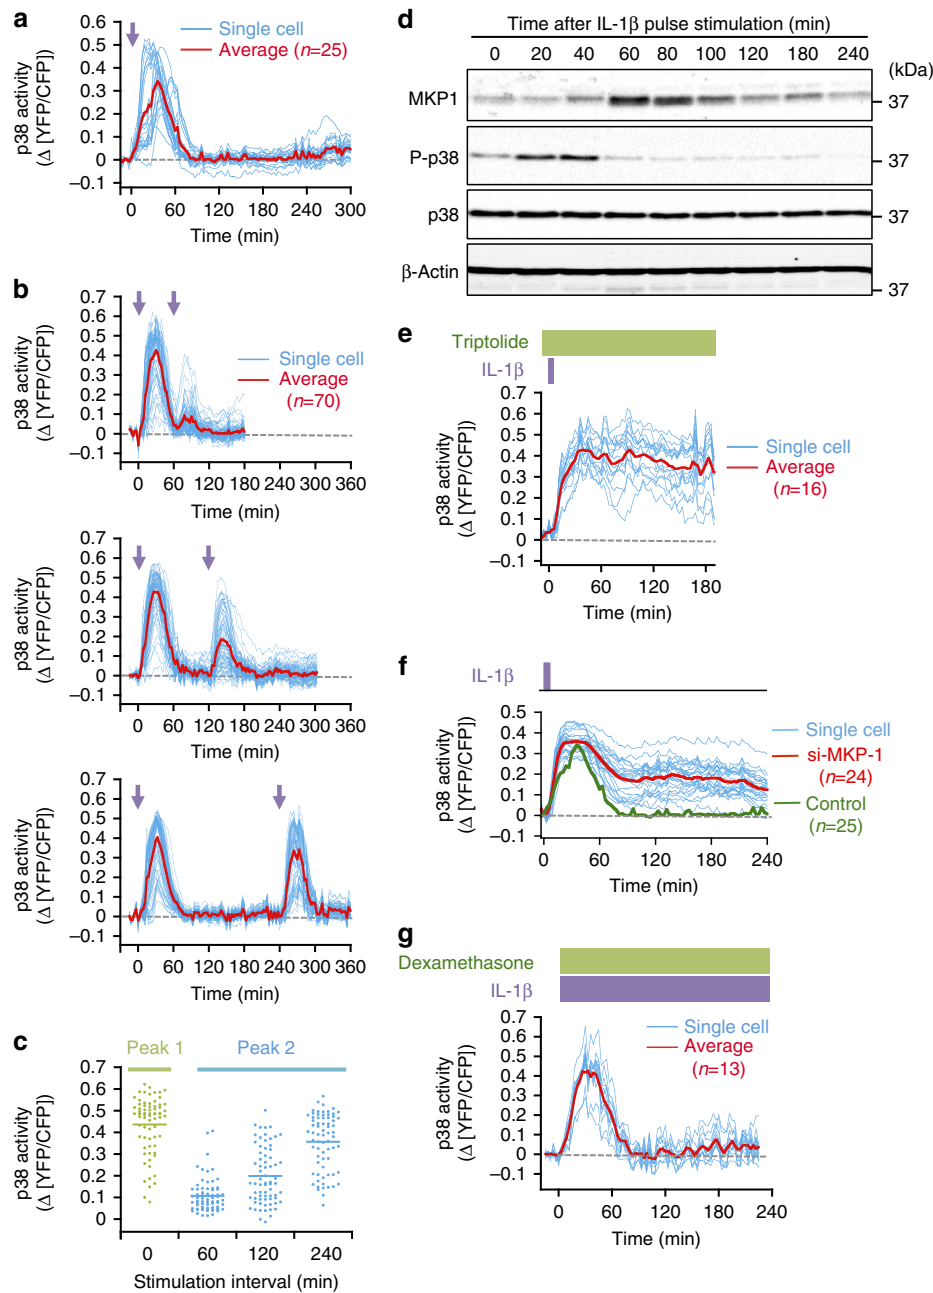 a
Single cell
Average (n=25)
p38 activity
(Δ [YFP/CFP])
0.6
0.5
0.4
0.3
0.2
0.1
0
–0.1
0 60 120 180 240 300
Time (min)
b
Single cell
Average
(n=70)
p38 activity
(Δ [YFP/CFP])
0.7
0.6
0.5
0.4
0.3
0.2
0.1
0
–0.1
0 60 120 180 240 300 360
Time (min)
p38 activity
(Δ [YFP/CFP])
0.7
0.6
0.5
0.4
0.3
0.2
0.1
0
–0.1
0 60 120 180 240 300 360
Time (min)
p38 activity
(Δ [YFP/CFP])
0.7
0.6
0.5
0.4
0.3
0.2
0.1
0
–0.1
0 60 120 180 240 300 360
Time (min)
c
Peak 1 Peak 2
p38 activity
(Δ [YFP/CFP])
0.7
0.6
0.5
0.4
0.3
0.2
0.1
0
0 60 120 240
Stimulation interval (min)
d
Time after IL-1β pulse stimulation (min)
0 20 40 60 80 100 120 180 240
(kDa)
MKP1 37
P-p38 37
p38 37
β-Actin 37
e
Triptolide
IL-1β
p38 activity
(Δ [YFP/CFP])
0.7
0.6
0.5
0.4
0.3
0.2
0.1
0
–0.1
Single cell
Average
(n=16)
0 60 120 180
Time (min)
f
IL-1β
p38 activity
(Δ [YFP/CFP])
0.5
0.4
0.3
0.2
0.1
0
–0.1
Single cell
si-MKP-1
(n=24)
Control
(n=25)
0 60 120 180 240
Time (min)
g
Dexamethasone
IL-1β
p38 activity
(Δ [YFP/CFP])
0.7
0.6
0.5
0.4
0.3
0.2
0.1
0
–0.1
Single cell
Average
(n=13)
0 60 120 180 240
Time (min)